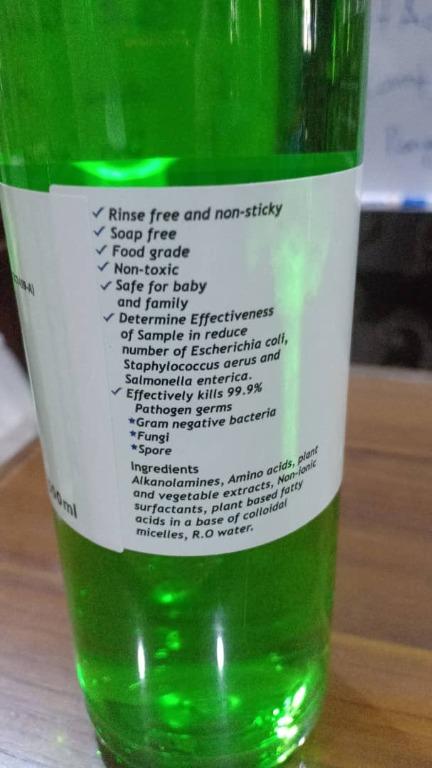 ✓ Rinse free and non-sticky
✓ Soap free
✓ Food grade
✓ Non-toxic
✓ Safe for baby
and family
✓ Determine Effectiveness
of Sample in reduce
number of Escherichia coli,
Staphylococcus aerus and
Salmonella enterica.
✓ Effectively kills 99.9%
Pathogen germs
*Gram negative bacteria
*Fungi
*Spore
Ingredients
Alkanolamines, Amino acids, plant
and vegetable extracts, Non-ionic
surfactants, plant based fatty
acids in a base of colloidal
micelles, R.O water.